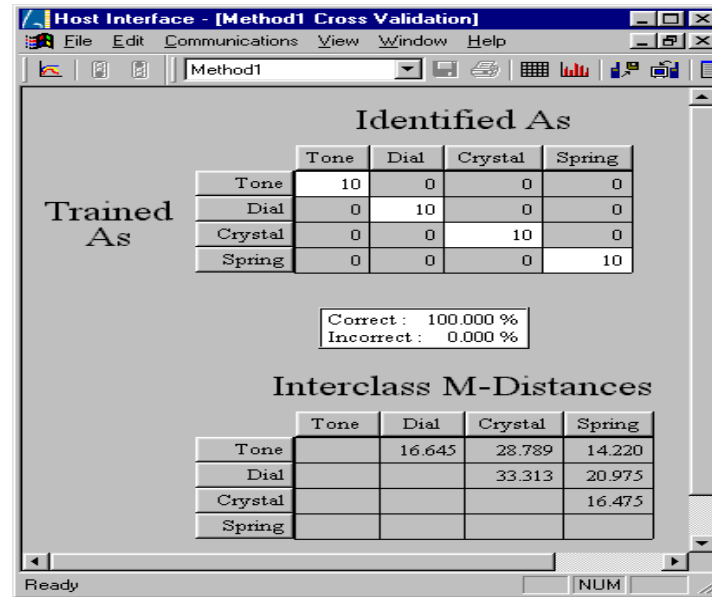 Host Interface - [Method1 Cross Validation]
File Edit Communications View Window Help
Method1
Identified As
Tone Dial Crystal Spring
Trained As
Tone 10 0 0 0
Dial 0 10 0 0
Crystal 0 0 10 0
Spring 0 0 0 10
Correct : 100.000 %
Incorrect : 0.000 %
Interclass M-Distances
Tone Dial Crystal Spring
Tone 16.645 28.789 14.220
Dial 33.313 20.975
Crystal 16.475
Spring
Ready NUM